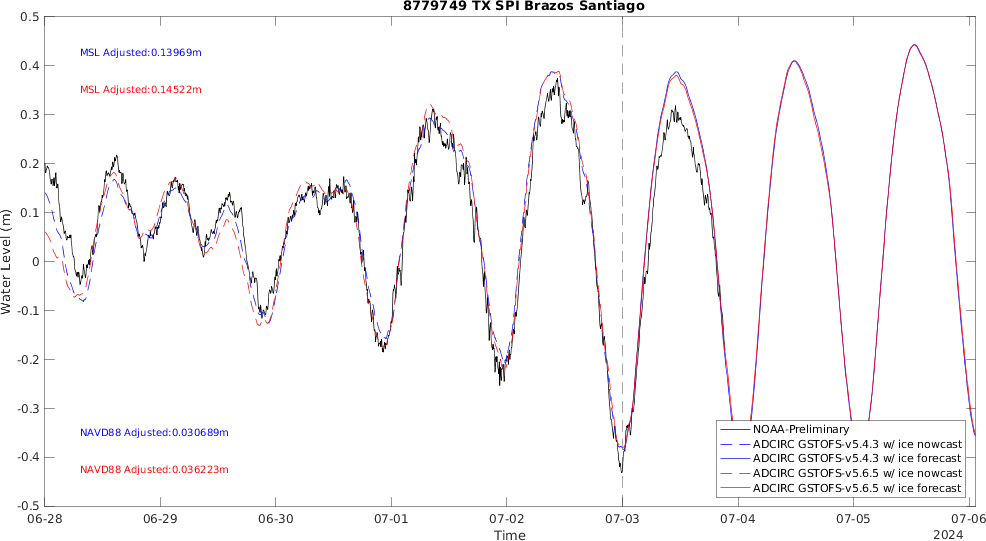 8779749 TX SPI Brazos Santiago
0.5
0.4
0.3
0.2
0.1
0
-0.1
-0.2
-0.3
-0.4
-0.5
Water Level (m)
MSL Adjusted:0.13969m
MSL Adjusted:0.14522m
NAVD88 Adjusted:0.030689m
NAVD88 Adjusted:0.036223m
NOAA-Preliminary
ADCIRC GSTOFS-v5.4.3 w/ ice nowcast
ADCIRC GSTOFS-v5.4.3 w/ ice forecast
ADCIRC GSTOFS-v5.6.5 w/ ice nowcast
ADCIRC GSTOFS-v5.6.5 w/ ice forecast
06-28 06-29 06-30 07-01 07-02 07-03 07-04 07-05 07-06
Time
2024